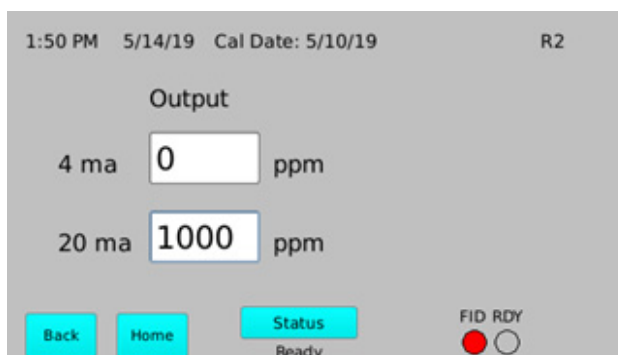 1:50 PM 5/14/19 Cal Date: 5/10/19 R2
Output
4 ma 0 ppm
20 ma 1000 ppm
Back Home Status FID RDY
Ready